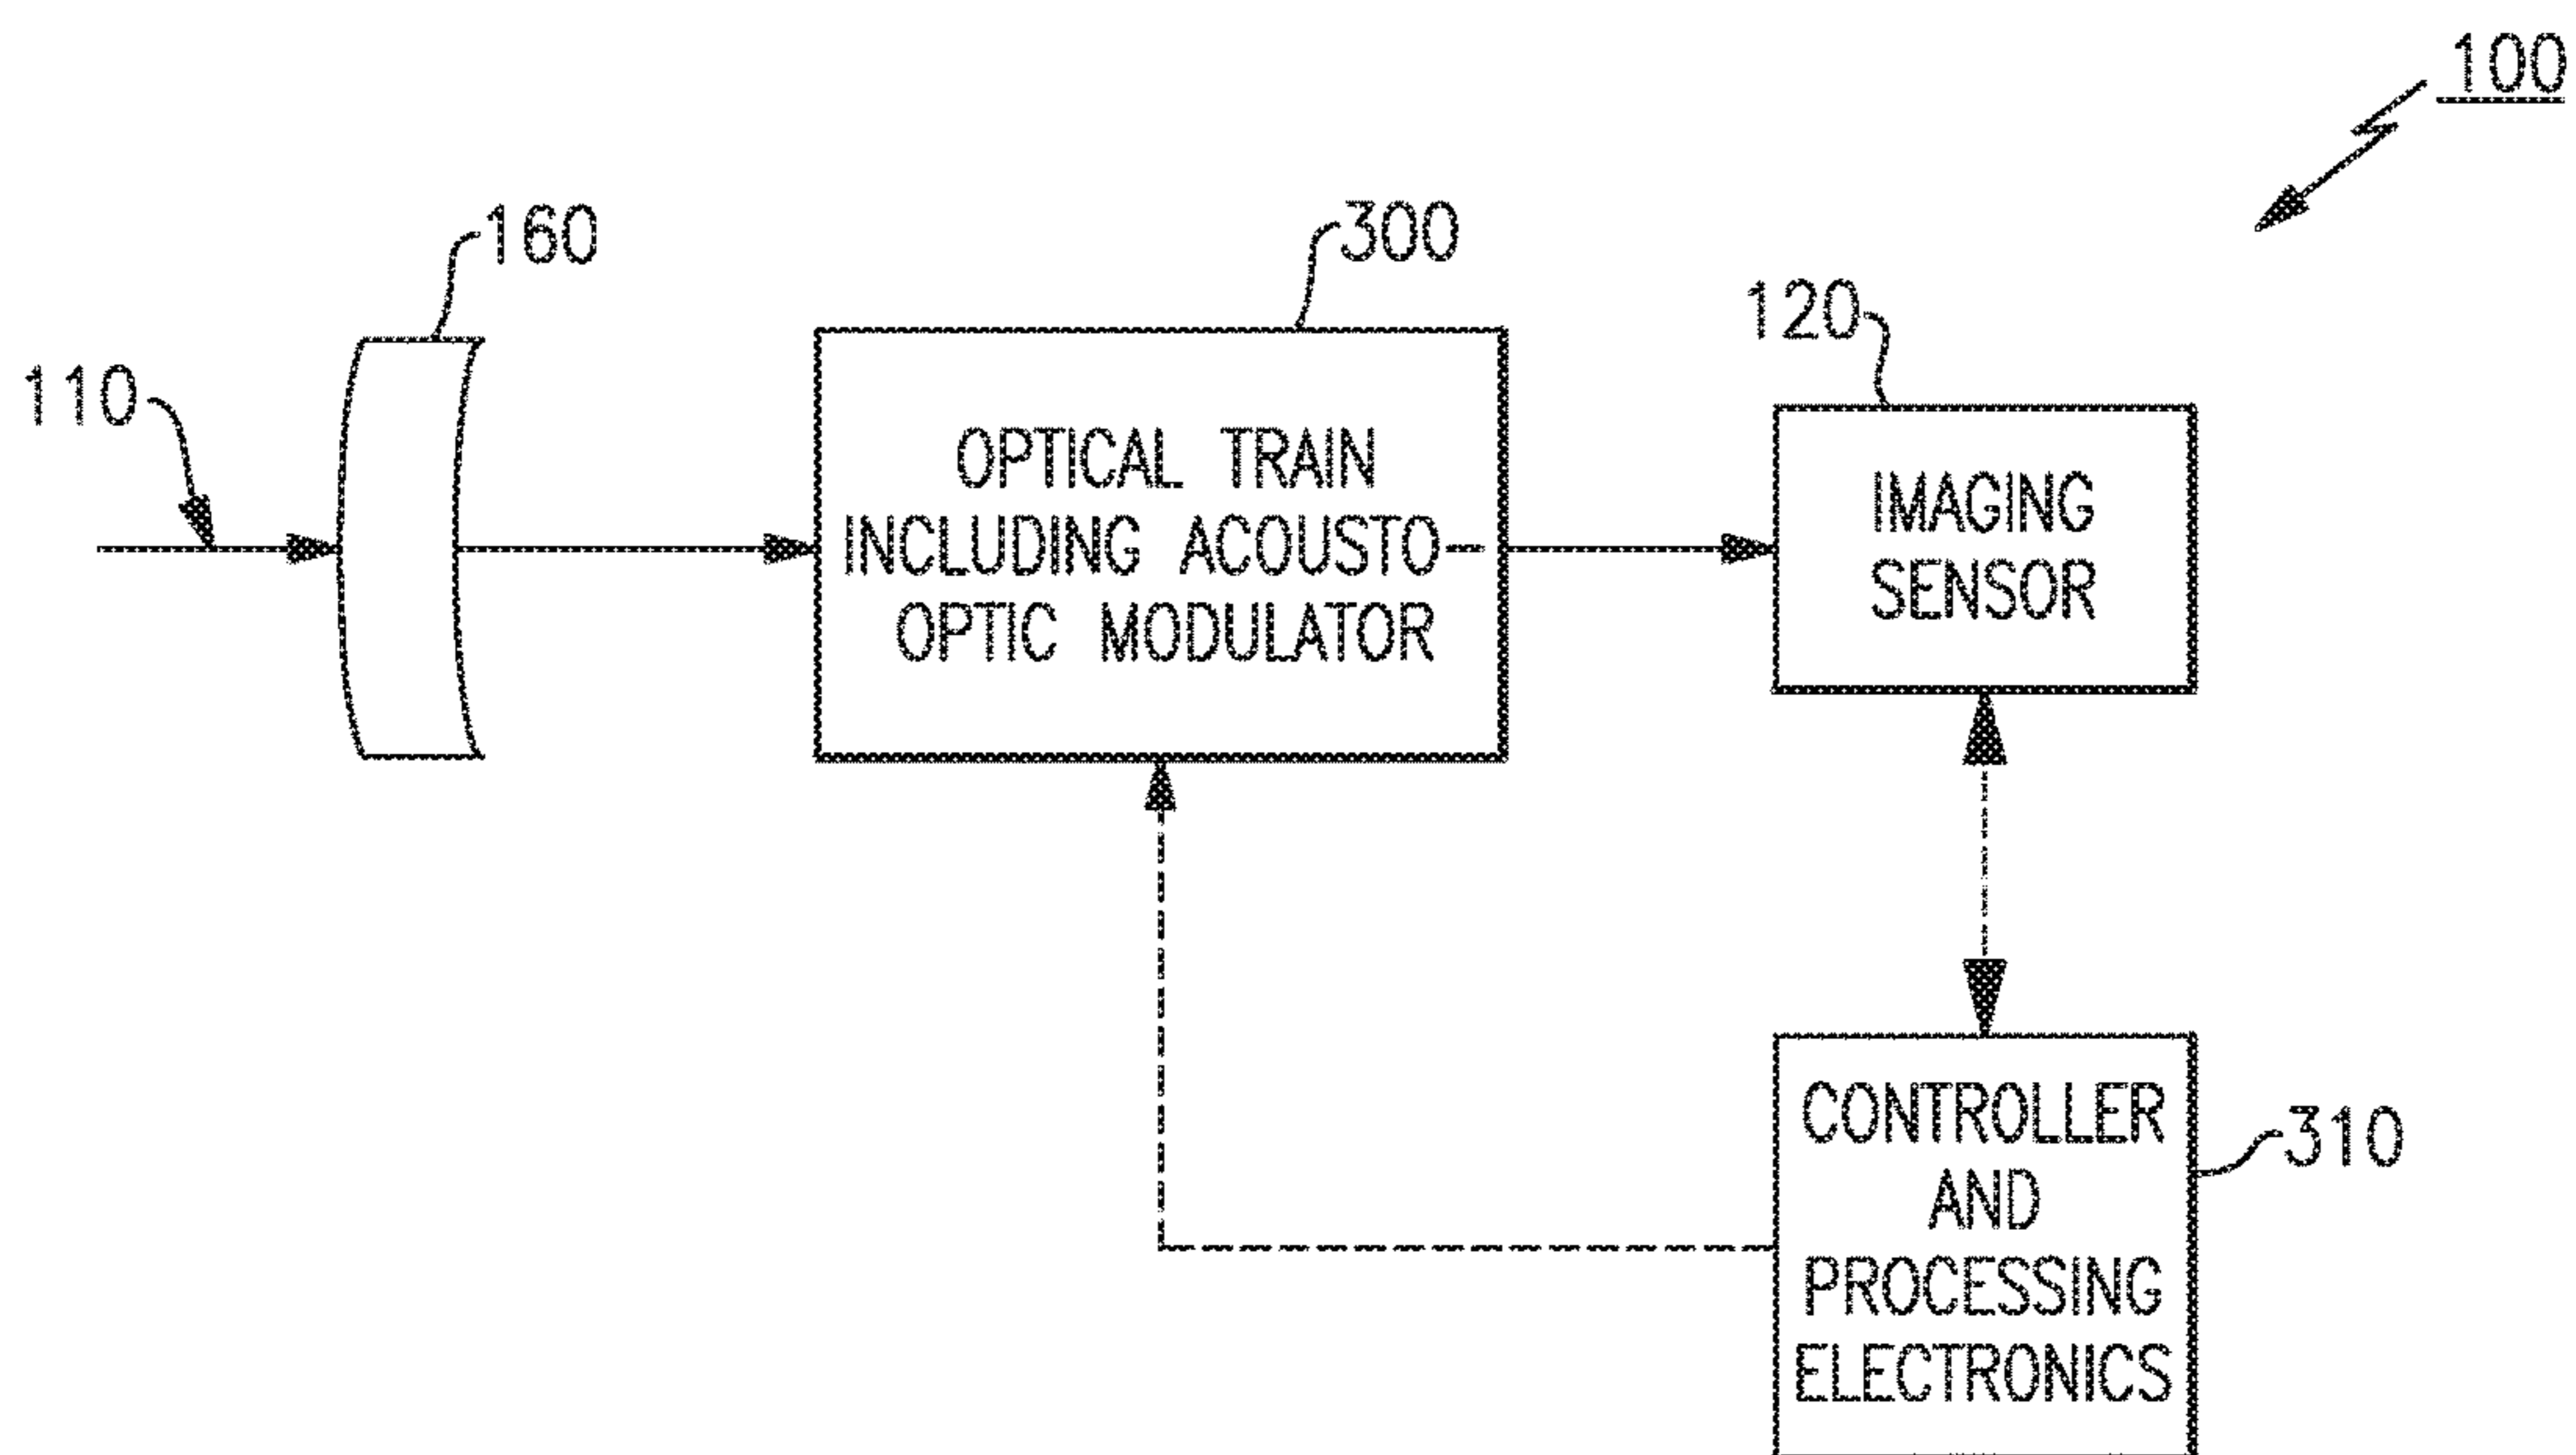 100
160
300
120
110
OPTICAL TRAIN
INCLUDING ACOUSTO-
OPTIC MODULATOR
IMAGING
SENSOR
CONTROLLER
AND
PROCESSING
ELECTRONICS
310